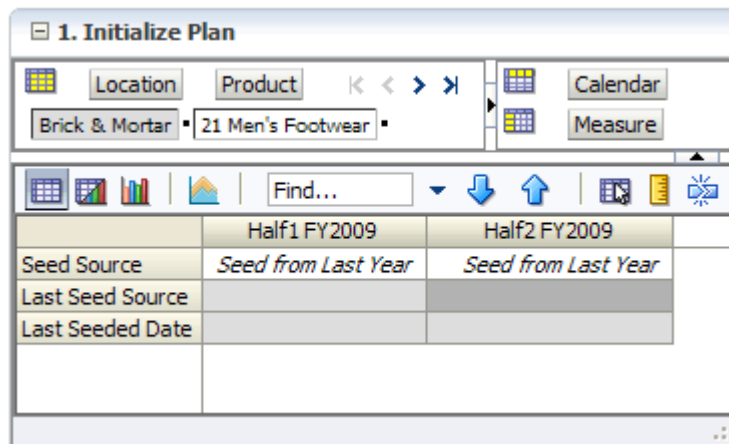 1. Initialize Plan
Location Product Calendar
Brick & Mortar 21 Men's Footwear Measure
Find...
Half1 FY2009 Half2 FY2009
Seed Source Seed from Last Year Seed from Last Year
Last Seed Source
Last Seeded Date